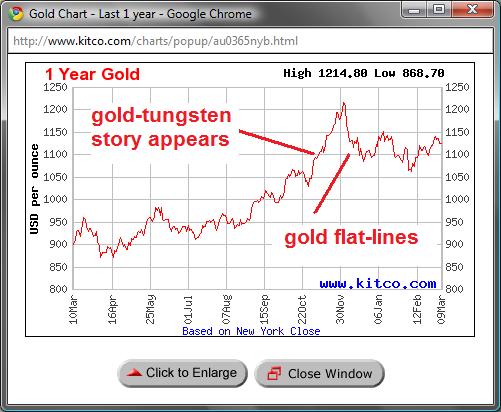 Gold Chart - Last 1 year - Google Chrome
http://www.kitco.com/charts/popup/au0365nyb.html
1 Year Gold
High 1214.80 Low 868.70
USD per ounce
1250 1250
1200 1200
1150 1150
1100 1100
1050 1050
1000 1000
950 950
900 900
850 850
800 800
gold-tungsten
story appears
gold flat-lines
www.kitco.com
10Mar 16Apr 25May 01Jul 07Aug 15Sep 22Oct 30Nov 06Jan 12Feb 09Mar
Based on New York Close
Click to Enlarge
Close Window